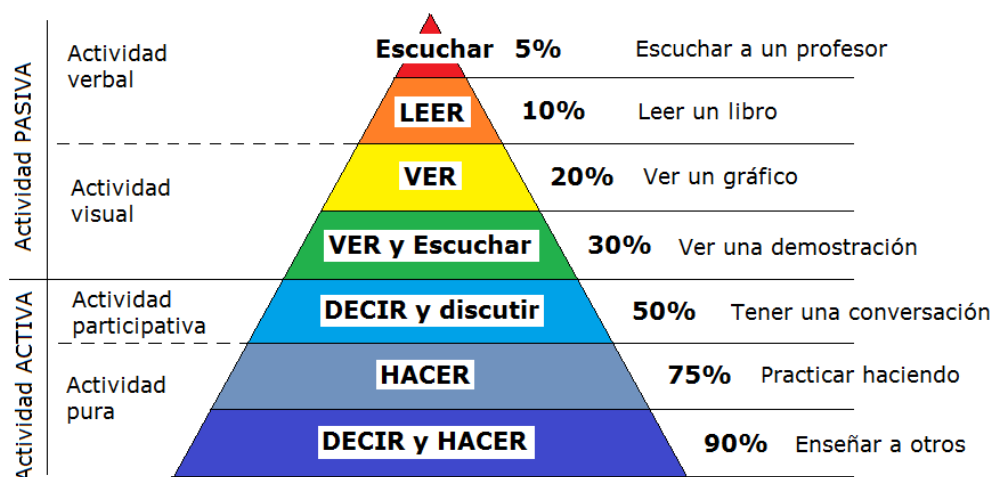 Actividad PASIVA
Actividad
verbal
Escuchar 5% Escuchar a un profesor
LEER 10% Leer un libro
Actividad
visual
VER 20% Ver un gráfico
VER y Escuchar 30% Ver una demostración
Actividad ACTIVA
Actividad
participativa
DECIR y discutir 50% Tener una conversación
Actividad
pura
HACER 75% Practicar haciendo
DECIR y HACER 90% Enseñar a otros